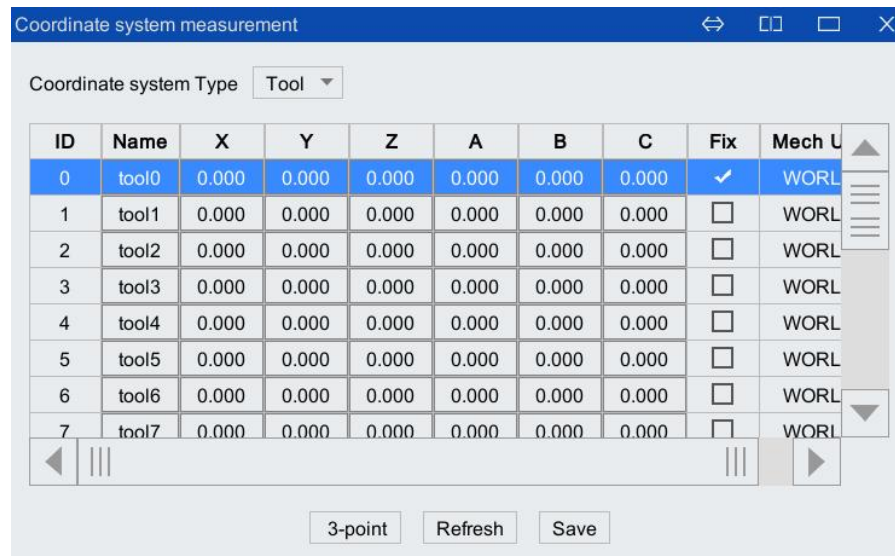 Coordinate system measurement
Coordinate system Type Tool
ID Name X Y Z A B C Fix Mech U
0 tool0 0.000 0.000 0.000 0.000 0.000 0.000 WORL
1 tool1 0.000 0.000 0.000 0.000 0.000 0.000 WORL
2 tool2 0.000 0.000 0.000 0.000 0.000 0.000 WORL
3 tool3 0.000 0.000 0.000 0.000 0.000 0.000 WORL
4 tool4 0.000 0.000 0.000 0.000 0.000 0.000 WORL
5 tool5 0.000 0.000 0.000 0.000 0.000 0.000 WORL
6 tool6 0.000 0.000 0.000 0.000 0.000 0.000 WORL
7 tool7 0.000 0.000 0.000 0.000 0.000 0.000 WORL
3-point Refresh Save